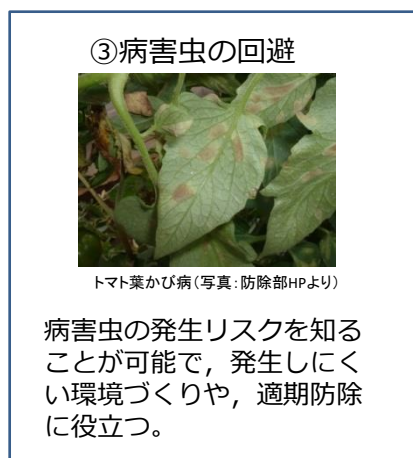 ③病害虫の回避
トマト葉かび病(写真:防除部HPより)
病害虫の発生リスクを知る
ことが可能で，発生しにく
い環境づくりや，適期防除
に役立つ。